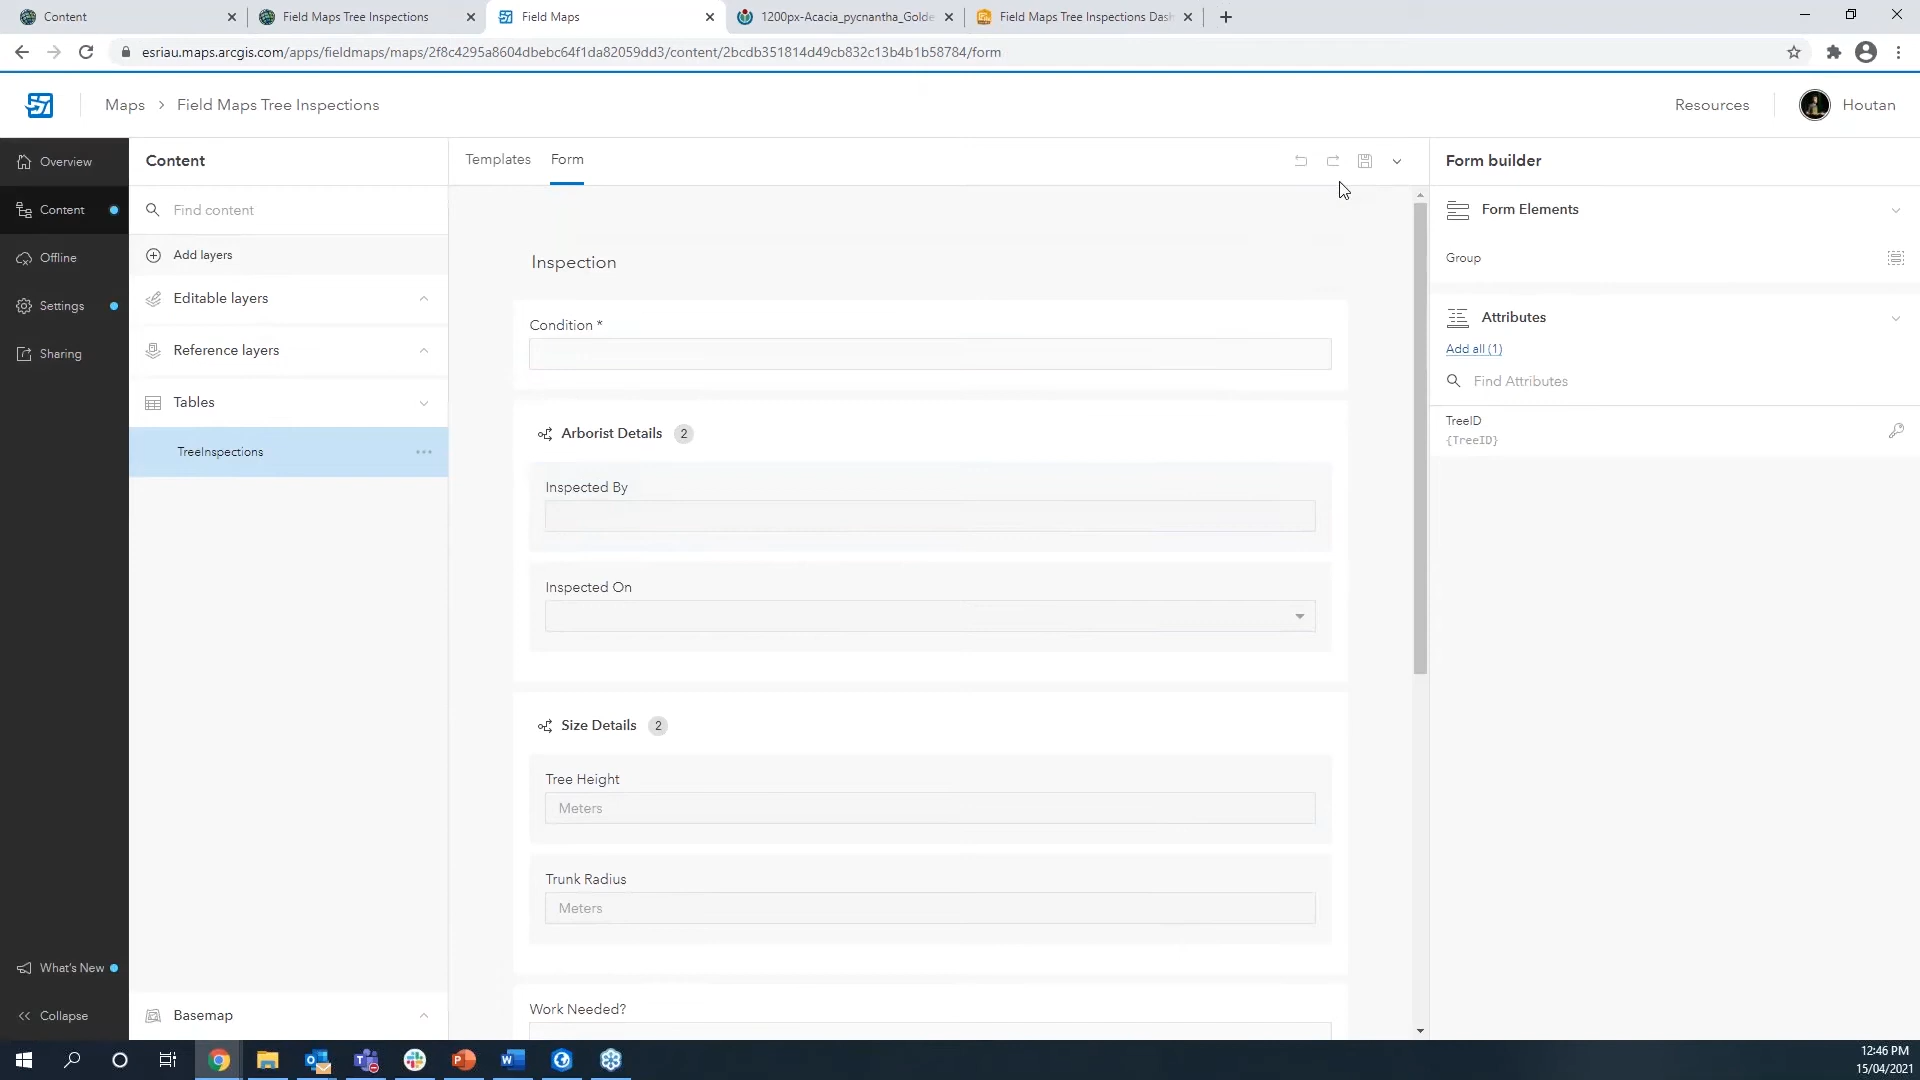 Content
Field Maps Tree Inspections
Field Maps
1200px-Acacia_pycnantha_Golde
Field Maps Tree Inspections Dash
esriau.maps.arcgis.com/apps/fieldmaps/maps/2f8c4295a8604dbebc64f1da82059dd3/content/2bcdb351814d49cb832c13b4b1b58784/form
Maps > Field Maps Tree Inspections
Resources
Houtan
Overview
Content
Offline
Settings
Sharing
What's New
Collapse
Content
Find content
Add layers
Editable layers
Reference layers
Tables
TreeInspections
Basemap
Templates
Form
Inspection
Condition *
Arborist Details 2
Inspected By
Inspected On
Size Details 2
Tree Height
Meters
Trunk Radius
Meters
Work Needed?
Form builder
Form Elements
Group
Attributes
Add all (1)
Find Attributes
TreeID
{TreeID}
12:46 PM
15/04/2021